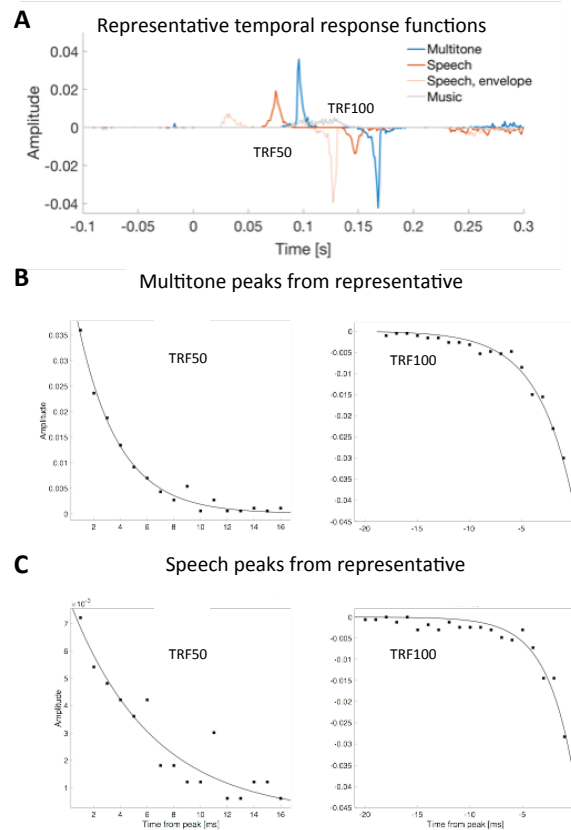 A
Representative temporal response functions
Multitone
Speech
Speech, envelope
Music
TRF100
TRF50
Amplitude
0.04
0.02
0
-0.02
-0.04
-0.1 -0.05 0 0.05 0.1 0.15 0.2 0.25 0.3
Time [s]
B
Multitone peaks from representative
TRF50
Amplitude
0.035
0.03
0.025
0.02
0.015
0.01
0.005
0
2 4 6 8 10 12 14 16
TRF100
0
-0.005
-0.01
-0.015
-0.02
-0.025
-0.03
-0.035
-0.04
-0.045
-20 -15 -10 -5
C
Speech peaks from representative
×10⁻³
TRF50
Amplitude
7
6
5
4
3
2
1
2 4 6 8 10 12 14 16
Time from peak [ms]
TRF100
0
-0.005
-0.01
-0.015
-0.02
-0.025
-0.03
-0.035
-0.04
-0.045
-20 -15 -10 -5
Time from peak [ms]